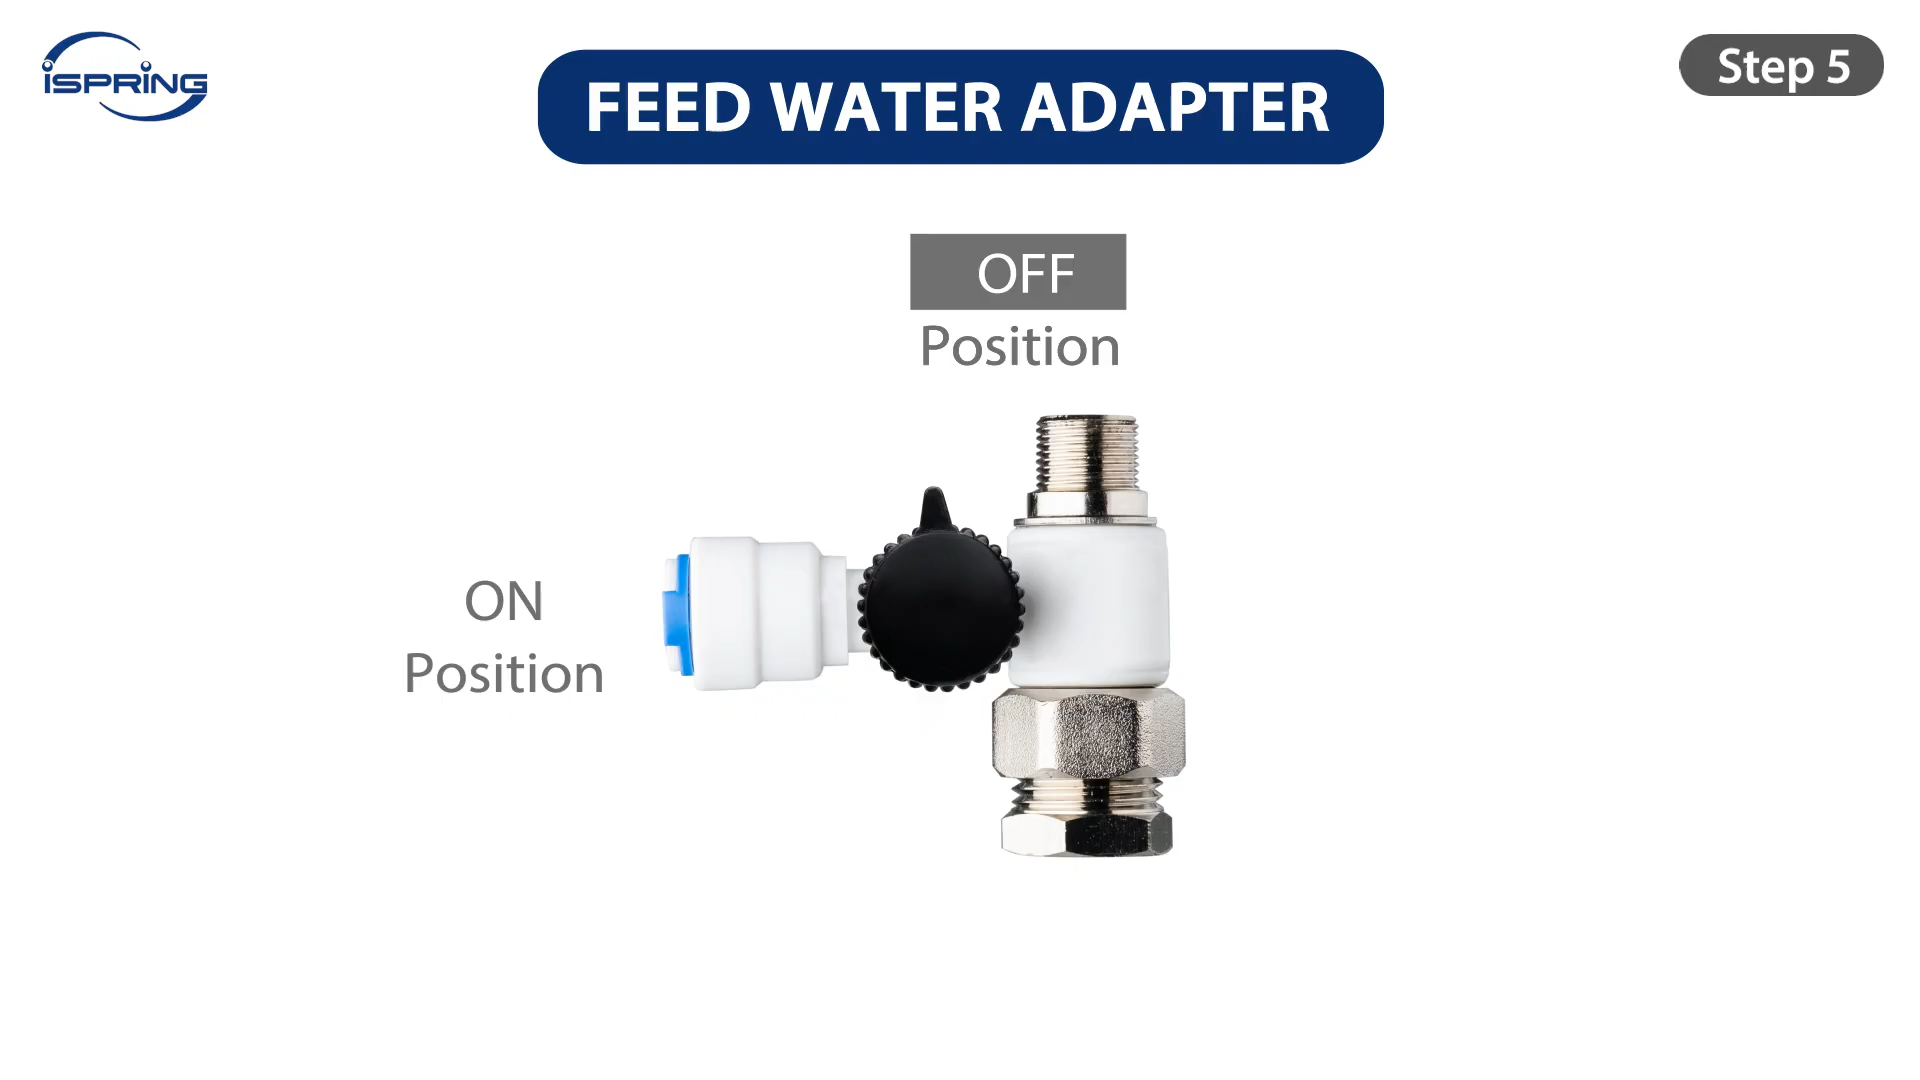 iSPRING
FEED WATER ADAPTER
Step 5
OFF
Position
ON
Position